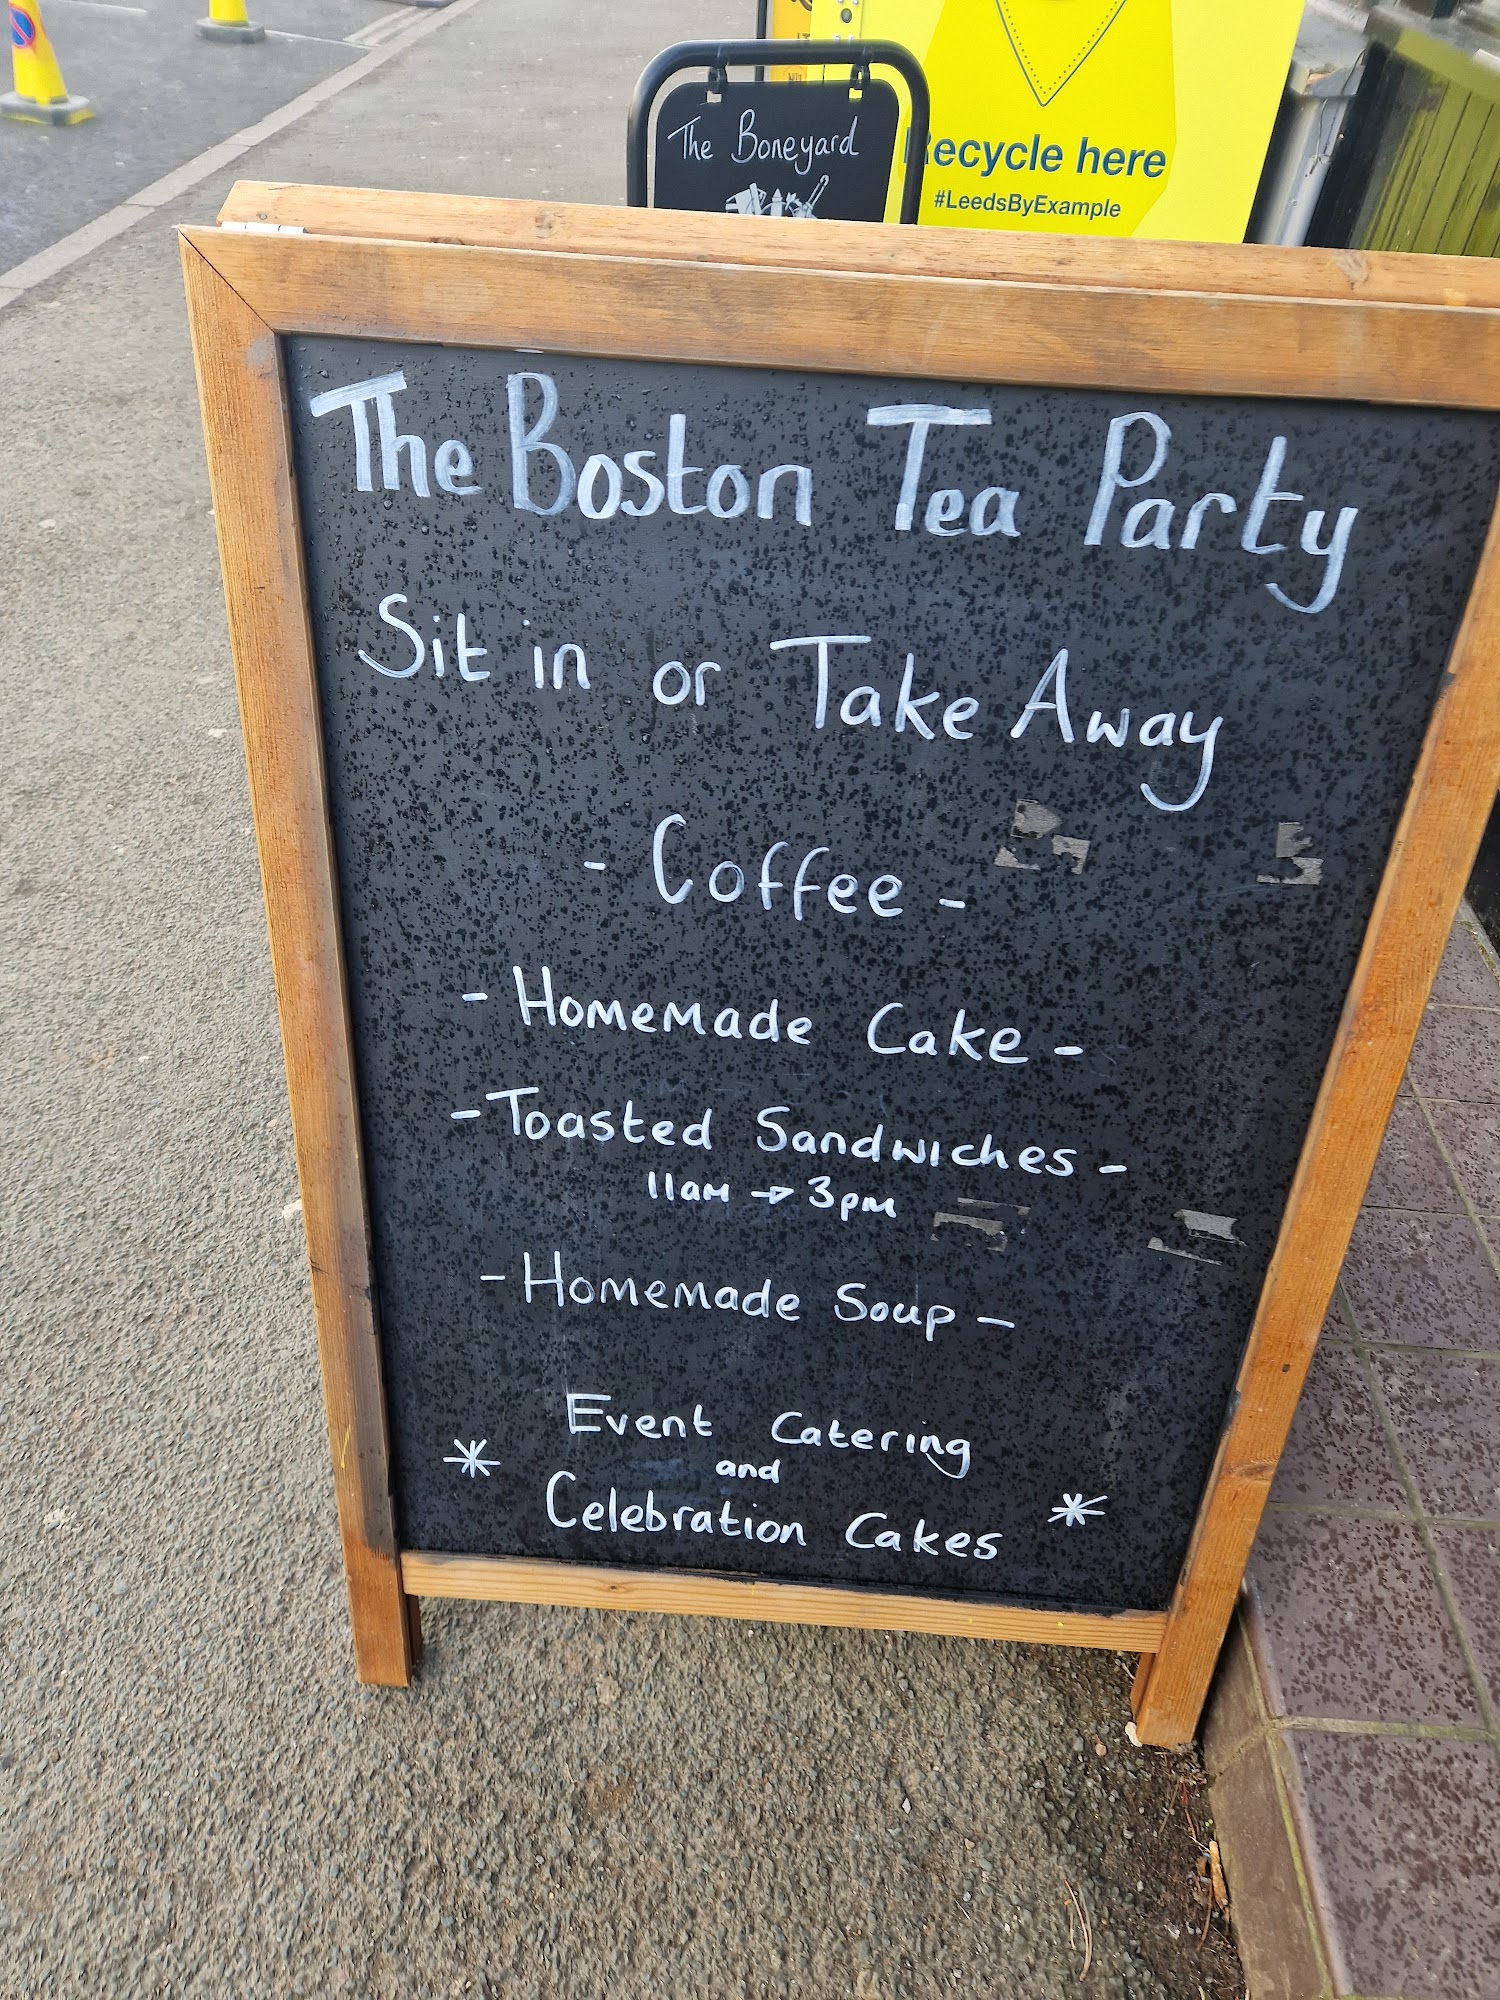 The Boneyard
Recycle here
#LeedsByExample
The Boston Tea Party
Sit in or Take Away
- Coffee -
- Homemade Cake -
- Toasted Sandwiches -
11am → 3pm
- Homemade Soup -
Event Catering
and
* Celebration Cakes *